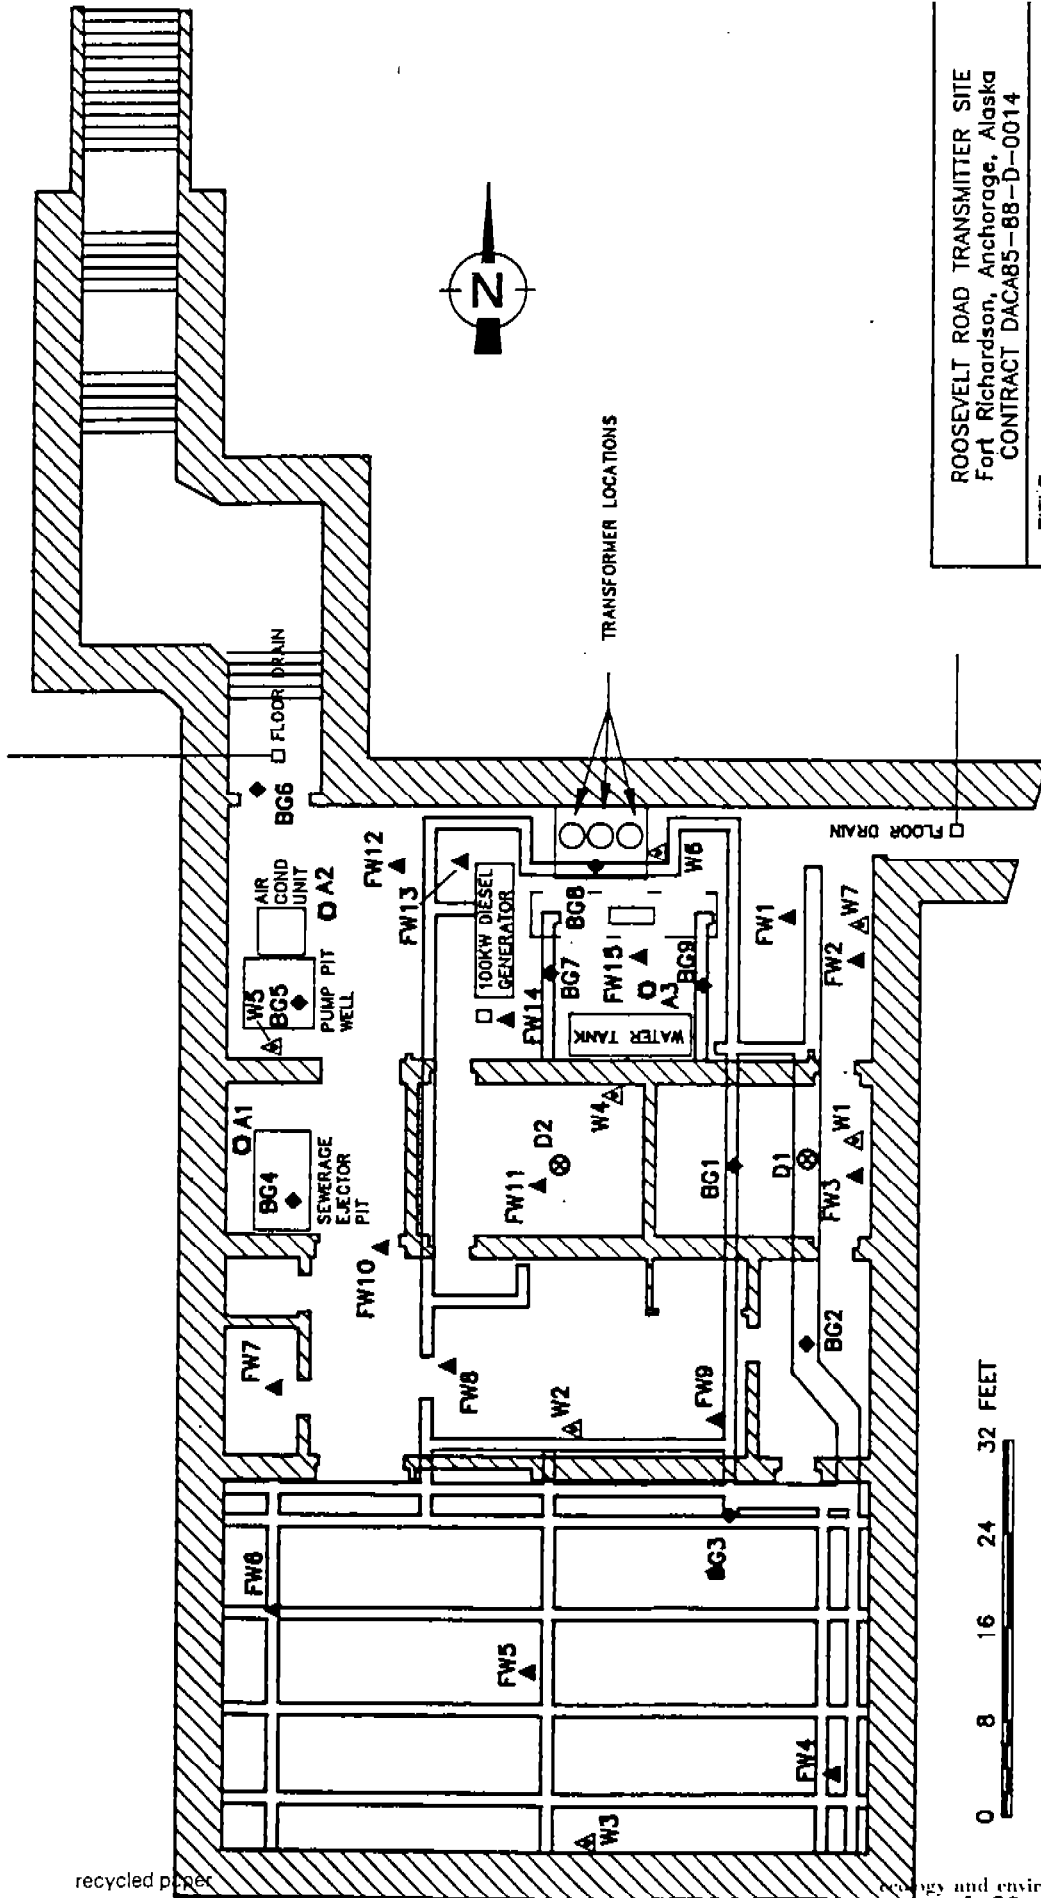 ROOSEVELT ROAD TRANSMITTER SITE
Fort Richardson, Anchorage, Alaska
CONTRACT DACA85-88-D-0014
N
TRANSFORMER LOCATIONS
FLOOR DRAIN
BG6
AIR
COND
UNIT
A2
FW12
FW13
100KW DIESEL
GENERATOR
BG8
W6
FLOOR DRAIN
W5
BG5
PUMP PIT
WELL
FW14
BG7
FW15
A3
BG9
WATER TANK
FW1
FW2
W7
A1
BG4
SEWERAGE
EJECTOR
PIT
FW10
FW11
D2
W4
BG1
D1
FW3
W1
FW7
FW8
W2
FW9
BG2
FW6
FW5
BG3
FW4
W3
0 8 16 24 32 FEET
recycled paper
ecology and